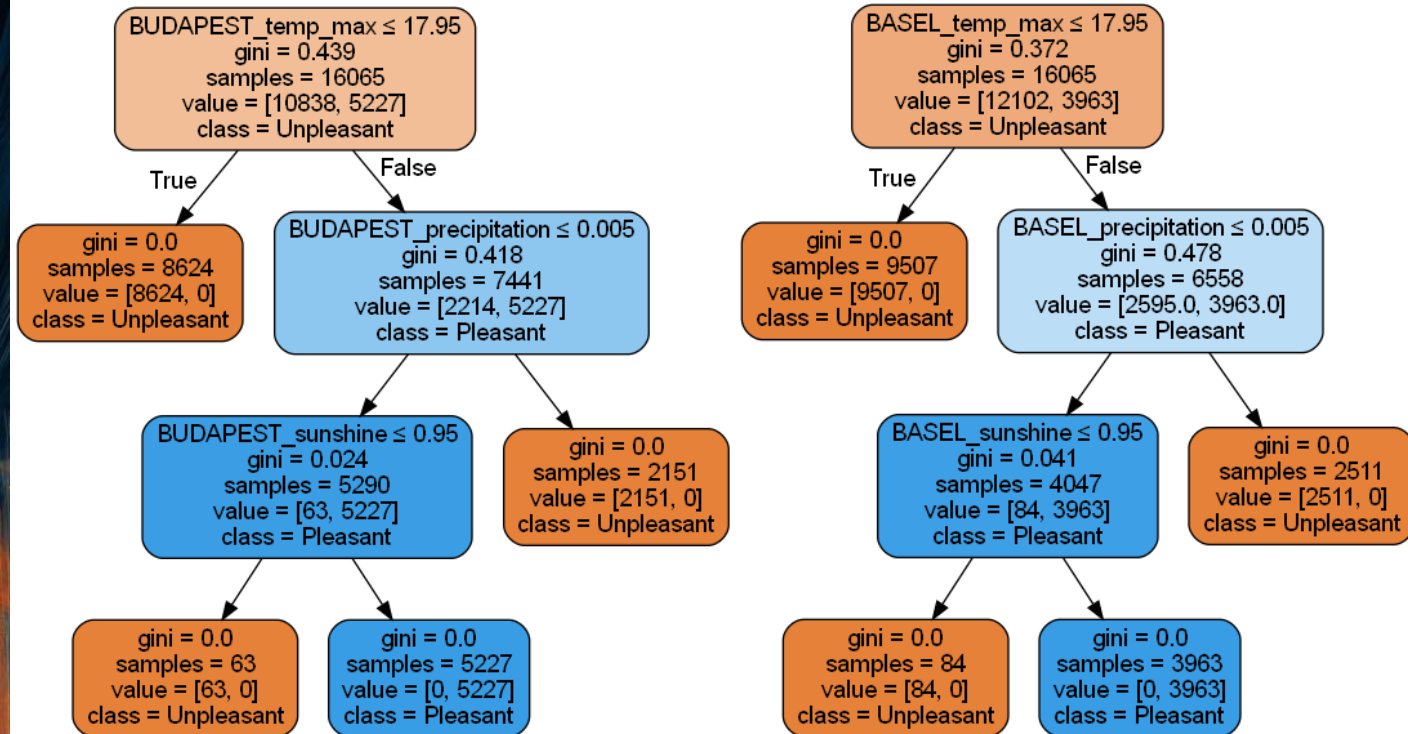 BUDAPEST_temp_max ≤ 17.95
gini = 0.439
samples = 16065
value = [10838, 5227]
class = Unpleasant
True
False
gini = 0.0
samples = 8624
value = [8624, 0]
class = Unpleasant
BUDAPEST_precipitation ≤ 0.005
gini = 0.418
samples = 7441
value = [2214, 5227]
class = Pleasant
BUDAPEST_sunshine ≤ 0.95
gini = 0.024
samples = 5290
value = [63, 5227]
class = Pleasant
gini = 0.0
samples = 2151
value = [2151, 0]
class = Unpleasant
gini = 0.0
samples = 63
value = [63, 0]
class = Unpleasant
gini = 0.0
samples = 5227
value = [0, 5227]
class = Pleasant
BASEL_temp_max ≤ 17.95
gini = 0.372
samples = 16065
value = [12102, 3963]
class = Unpleasant
True
False
gini = 0.0
samples = 9507
value = [9507, 0]
class = Unpleasant
BASEL_precipitation ≤ 0.005
gini = 0.478
samples = 6558
value = [2595.0, 3963.0]
class = Pleasant
BASEL_sunshine ≤ 0.95
gini = 0.041
samples = 4047
value = [84, 3963]
class = Pleasant
gini = 0.0
samples = 2511
value = [2511, 0]
class = Unpleasant
gini = 0.0
samples = 84
value = [84, 0]
class = Unpleasant
gini = 0.0
samples = 3963
value = [0, 3963]
class = Pleasant